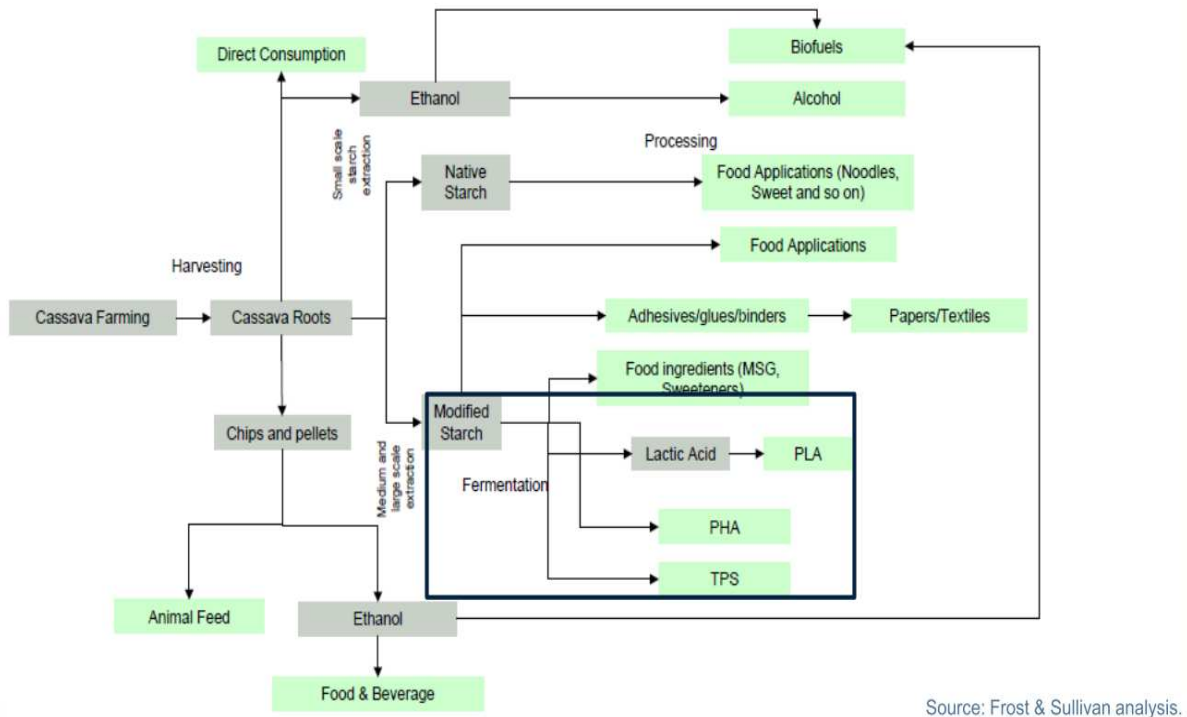 Biofuels
Direct Consumption
Ethanol
Alcohol
Small scale
starch
extraction
Processing
Native
Starch
Food Applications (Noodles,
Sweet and so on)
Food Applications
Harvesting
Cassava Farming
Cassava Roots
Adhesives/glues/binders
Papers/Textiles
Food ingredients (MSG,
Sweeteners)
Modified
Starch
Chips and pellets
Medium and
large scale
extraction
Lactic Acid
PLA
Fermentation
PHA
TPS
Animal Feed
Ethanol
Food & Beverage
Source: Frost & Sullivan analysis.